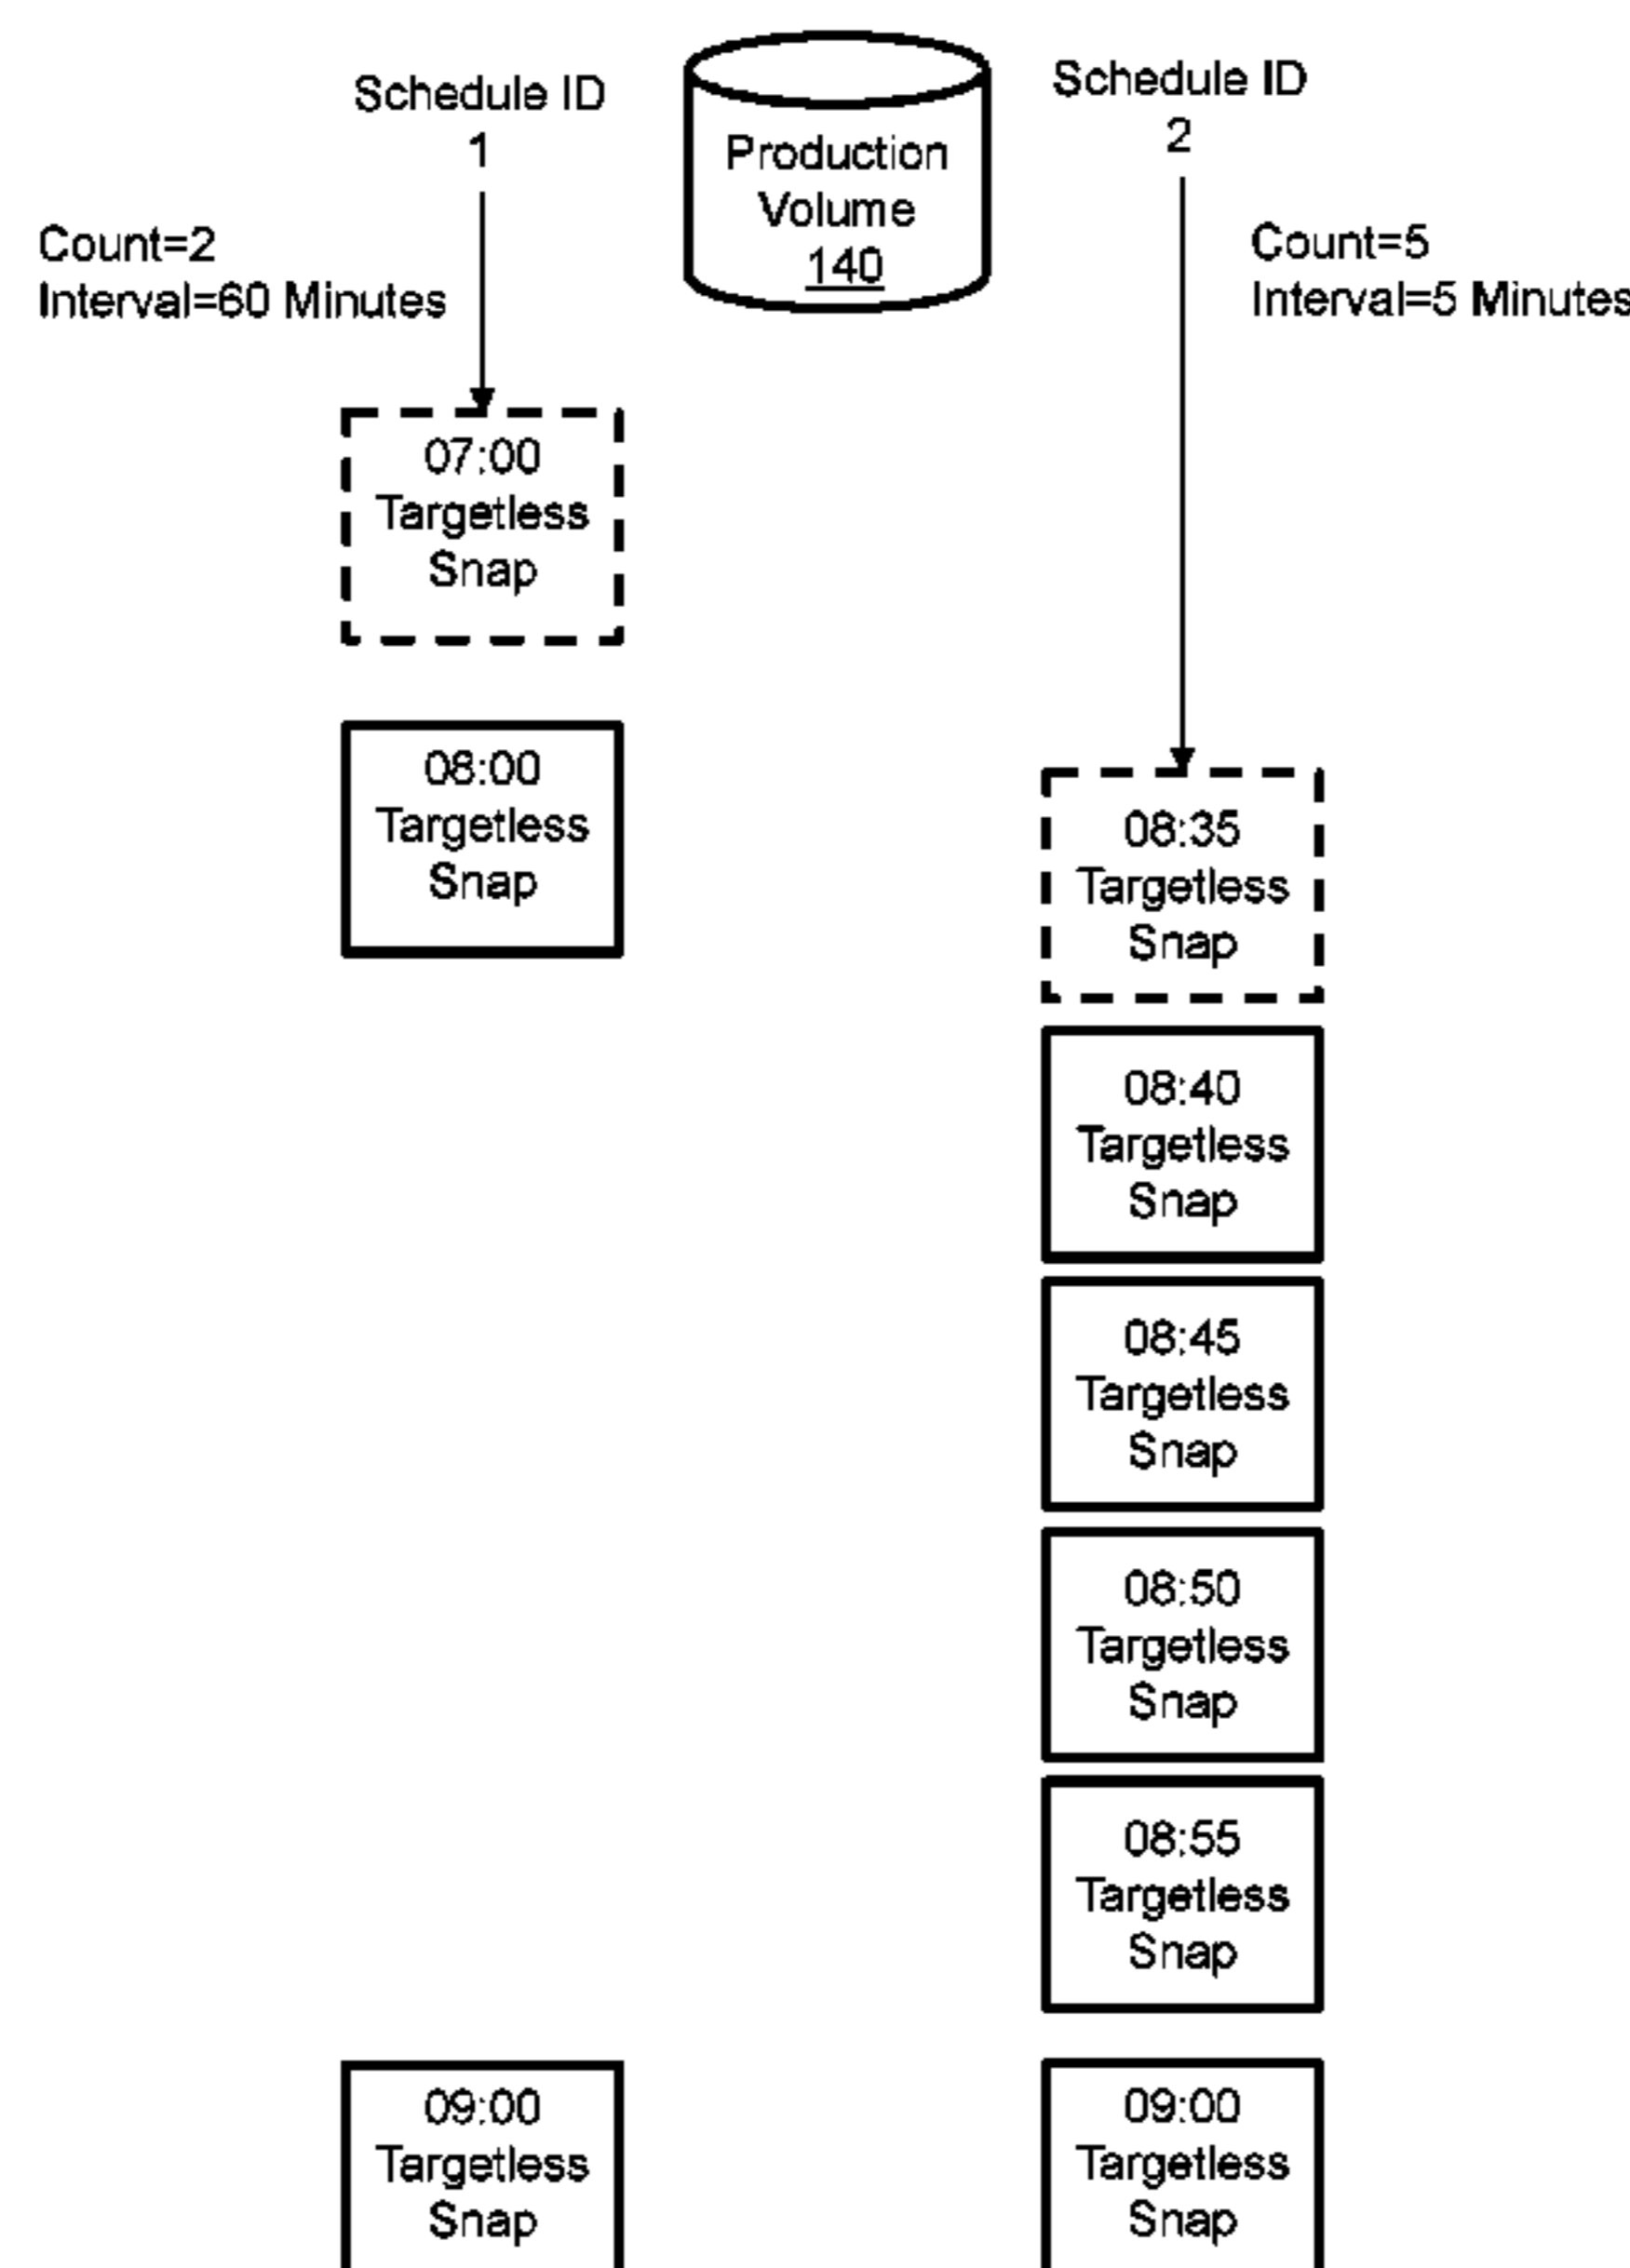 Schedule ID
1
Production
Volume
140
Schedule ID
2
Count=2
Interval=60 Minutes
Count=5
Interval=5 Minutes
07:00
Targetless
Snap
08:00
Targetless
Snap
08:35
Targetless
Snap
08:40
Targetless
Snap
08:45
Targetless
Snap
08:50
Targetless
Snap
08:55
Targetless
Snap
09:00
Targetless
Snap
09:00
Targetless
Snap